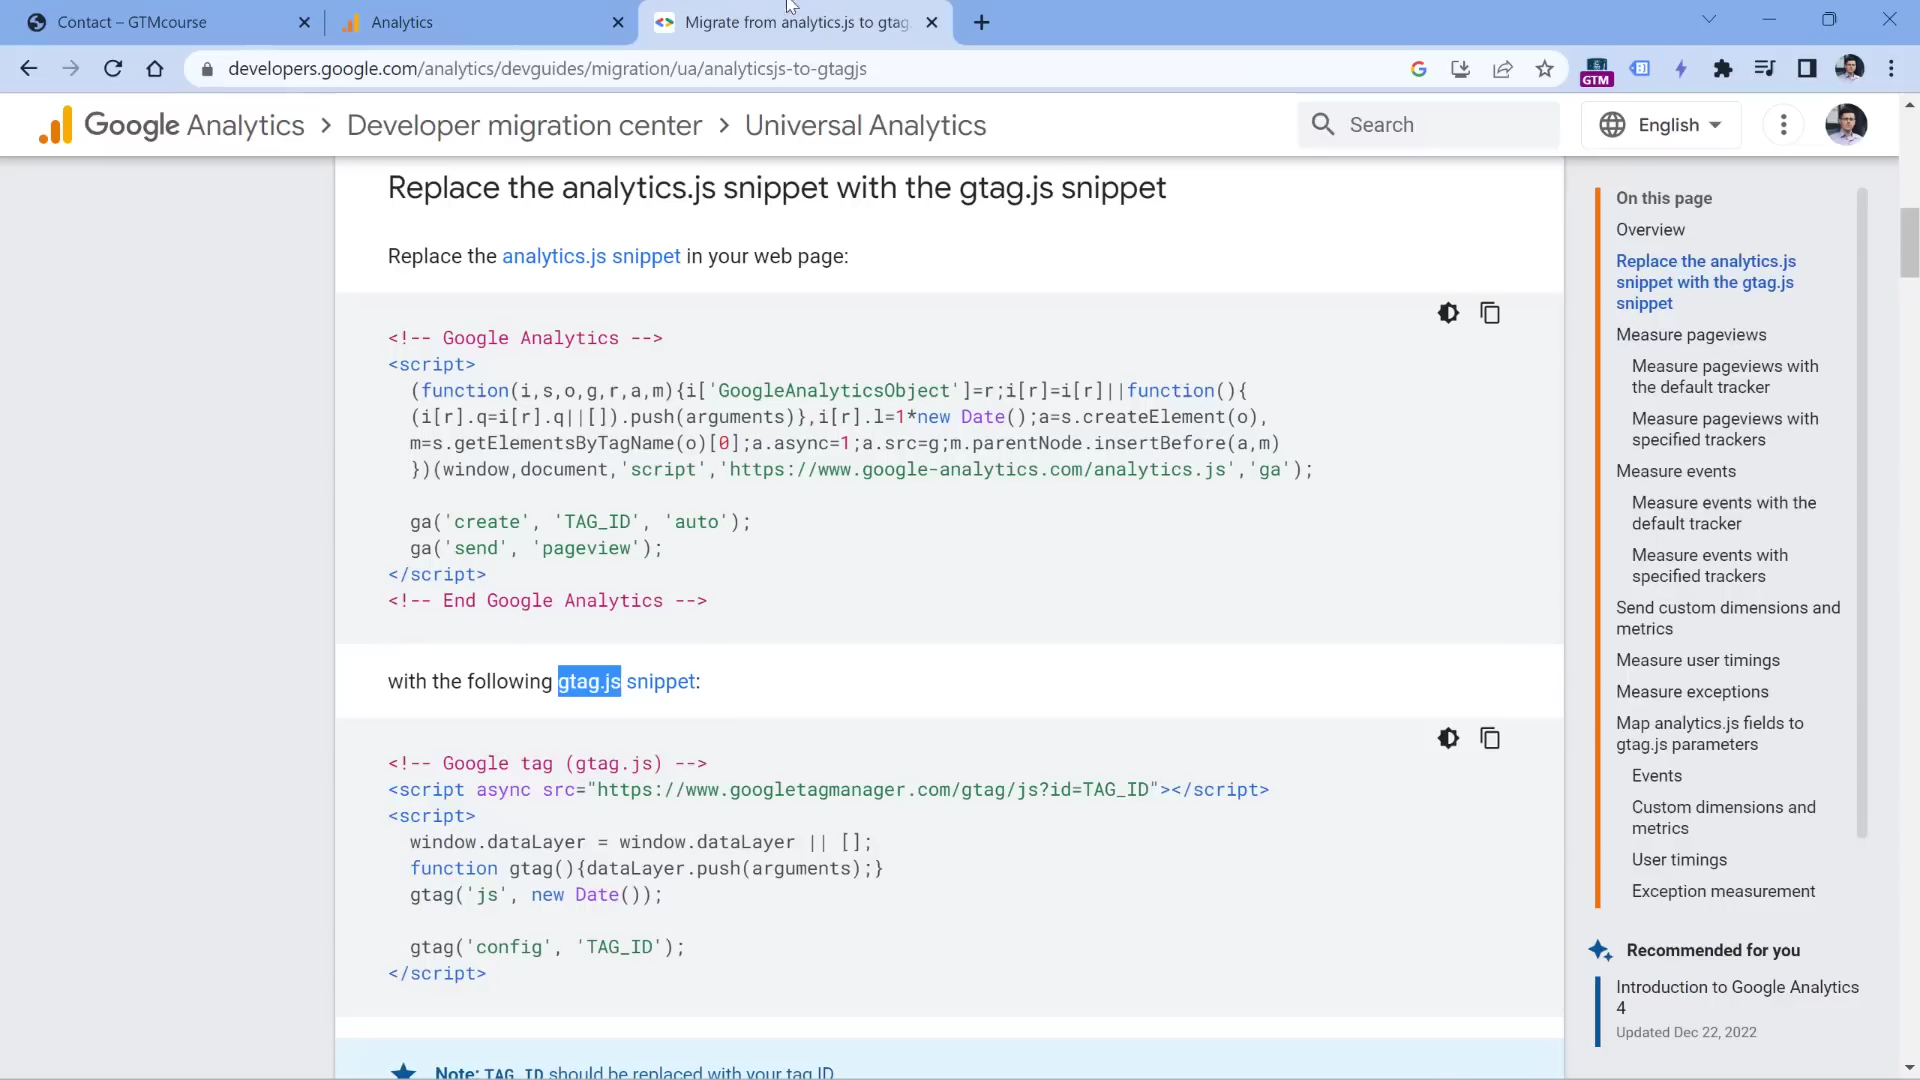 Contact – GTMcourse
Analytics
Migrate from analytics.js to gtag.
developers.google.com/analytics/devguides/migration/ua/analyticsjs-to-gtagjs
GTM
Google Analytics > Developer migration center > Universal Analytics
Search
English
Replace the analytics.js snippet with the gtag.js snippet
Replace the analytics.js snippet in your web page:
<!-- Google Analytics -->
<script>
(function(i,s,o,g,r,a,m){i['GoogleAnalyticsObject']=r;i[r]=i[r]||function(){
(i[r].q=i[r].q||[]).push(arguments)},i[r].l=1*new Date();a=s.createElement(o),
m=s.getElementsByTagName(o)[0];a.async=1;a.src=g;m.parentNode.insertBefore(a,m)
})(window,document,'script','https://www.google-analytics.com/analytics.js','ga');
ga('create', 'TAG_ID', 'auto');
ga('send', 'pageview');
</script>
<!-- End Google Analytics -->
with the following gtag.js snippet:
<!-- Google tag (gtag.js) -->
<script async src="https://www.googletagmanager.com/gtag/js?id=TAG_ID"></script>
<script>
window.dataLayer = window.dataLayer || [];
function gtag(){dataLayer.push(arguments);}
gtag('js', new Date());
gtag('config', 'TAG_ID');
</script>
Note: TAG_ID should be replaced with your tag ID.
On this page
Overview
Replace the analytics.js
snippet with the gtag.js
snippet
Measure pageviews
Measure pageviews with
the default tracker
Measure pageviews with
specified trackers
Measure events
Measure events with the
default tracker
Measure events with
specified trackers
Send custom dimensions and
metrics
Measure user timings
Measure exceptions
Map analytics.js fields to
gtag.js parameters
Events
Custom dimensions and
metrics
User timings
Exception measurement
Recommended for you
Introduction to Google Analytics
4
Updated Dec 22, 2022